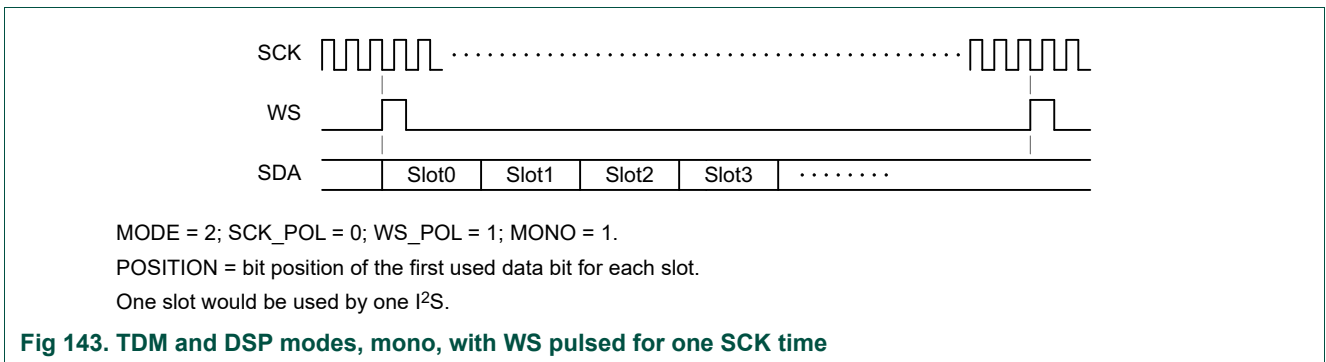 SCK
WS
SDA Slot0 Slot1 Slot2 Slot3 ········
MODE = 2; SCK_POL = 0; WS_POL = 1; MONO = 1.
POSITION = bit position of the first used data bit for each slot.
One slot would be used by one I²S.
Fig 143. TDM and DSP modes, mono, with WS pulsed for one SCK time